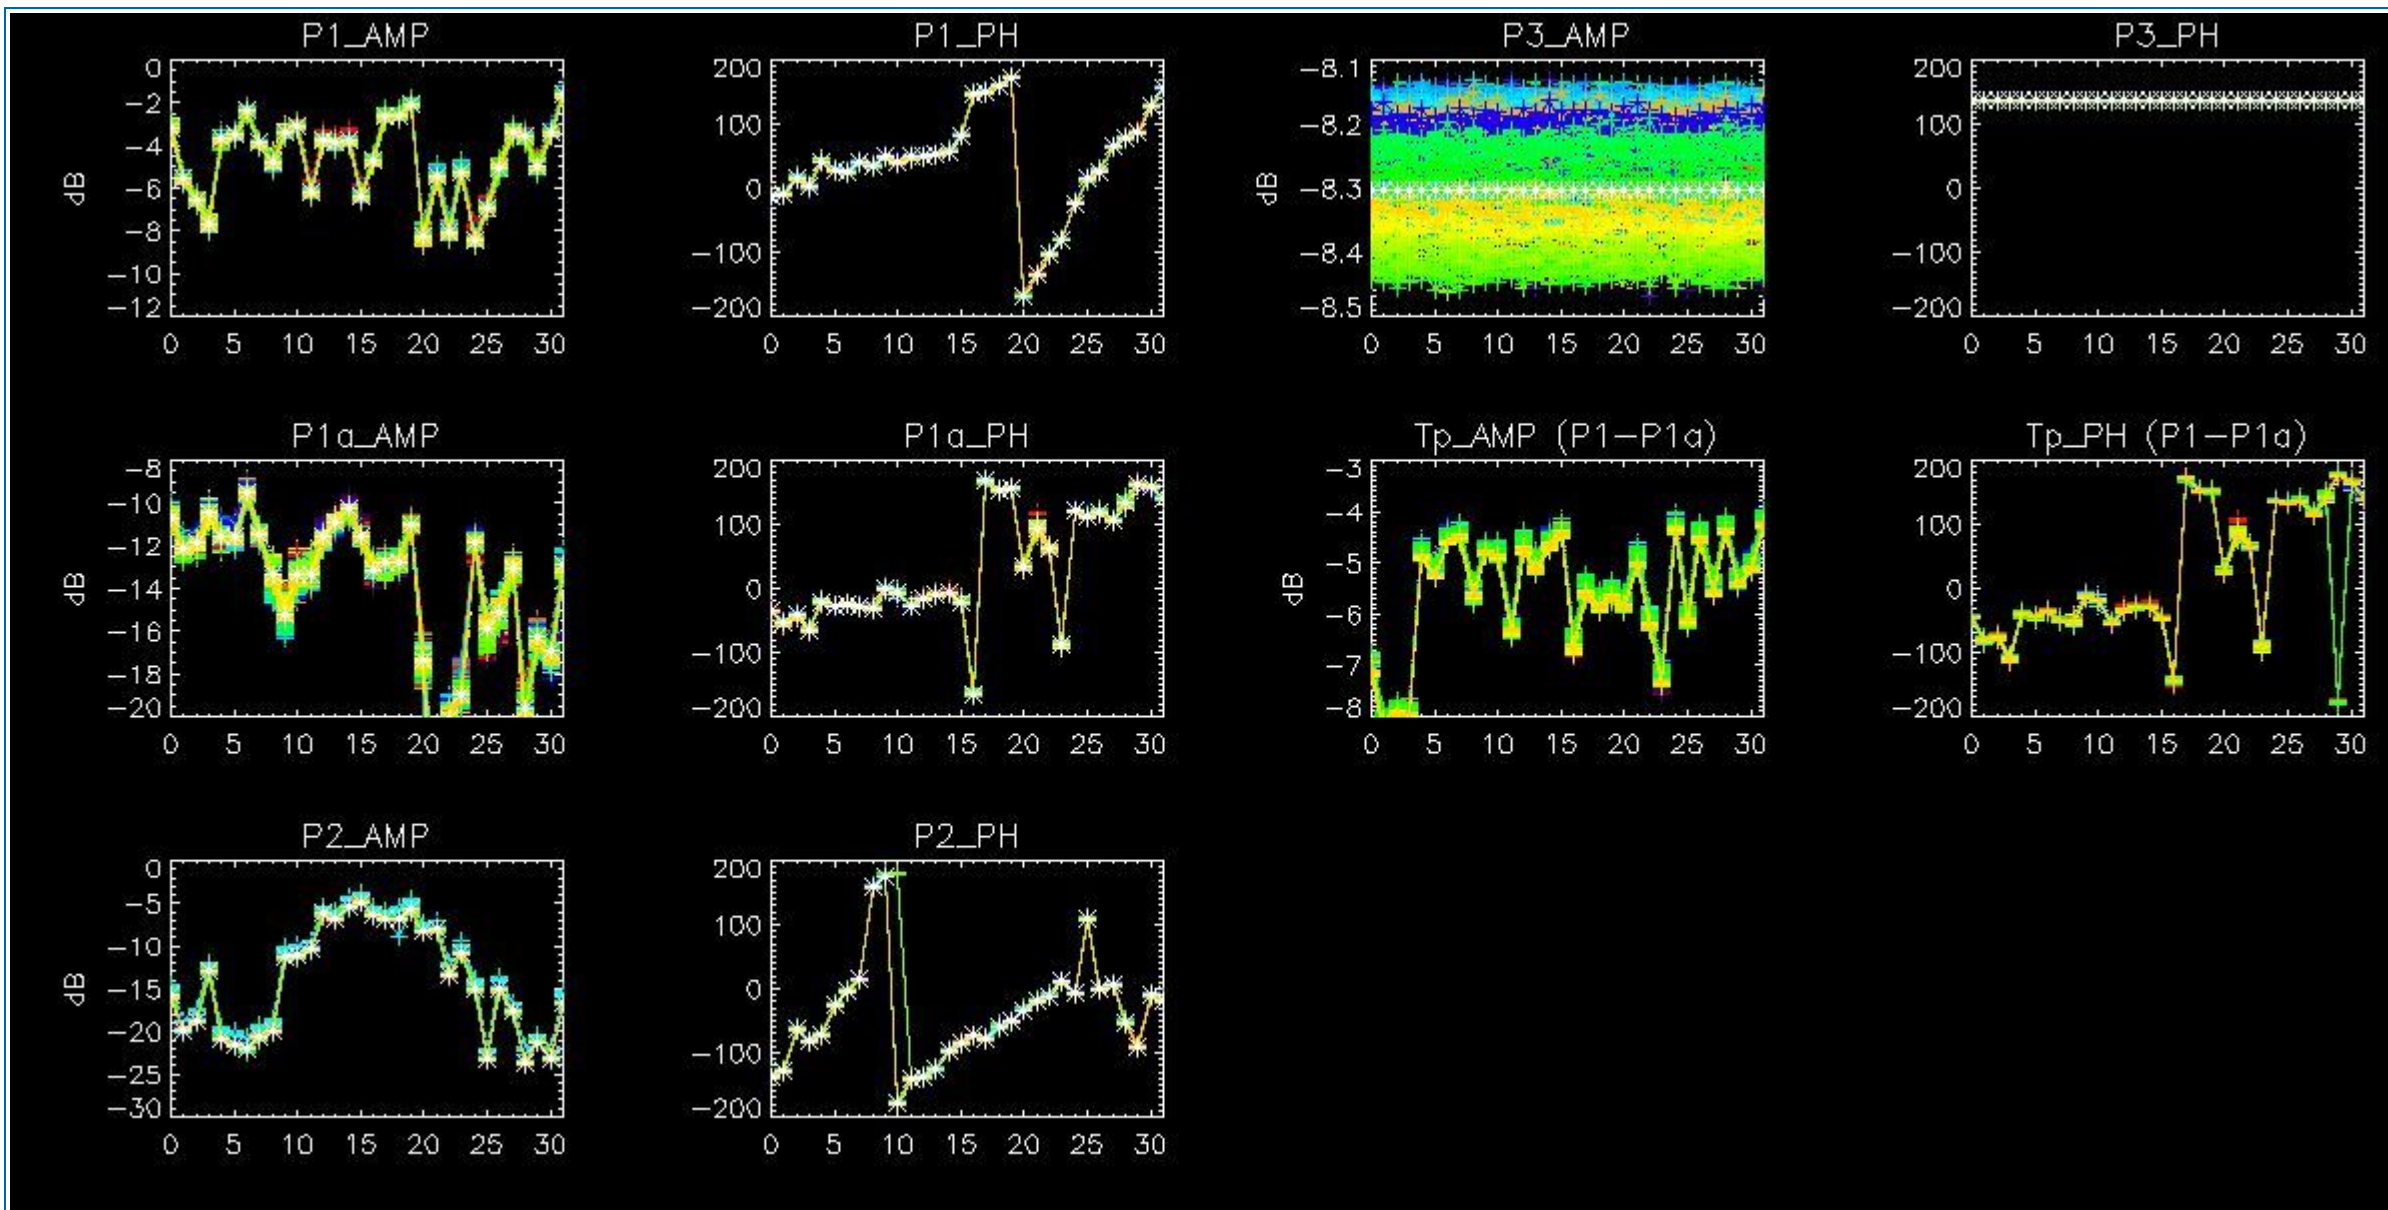 P1_AMP
0
−2
−4
−6
−8
−10
−12
dB
0 5 10 15 20 25 30
P1_PH
200
100
0
−100
−200
0 5 10 15 20 25 30
P3_AMP
−8.1
−8.2
−8.3
−8.4
−8.5
dB
0 5 10 15 20 25 30
P3_PH
200
100
0
−100
−200
0 5 10 15 20 25 30
P1a_AMP
−8
−10
−12
−14
−16
−18
−20
dB
0 5 10 15 20 25 30
P1a_PH
200
100
0
−100
−200
0 5 10 15 20 25 30
Tp_AMP (P1−P1a)
−3
−4
−5
−6
−7
−8
dB
0 5 10 15 20 25 30
Tp_PH (P1−P1a)
200
100
0
−100
−200
0 5 10 15 20 25 30
P2_AMP
0
−5
−10
−15
−20
−25
−30
dB
0 5 10 15 20 25 30
P2_PH
200
100
0
−100
−200
0 5 10 15 20 25 30